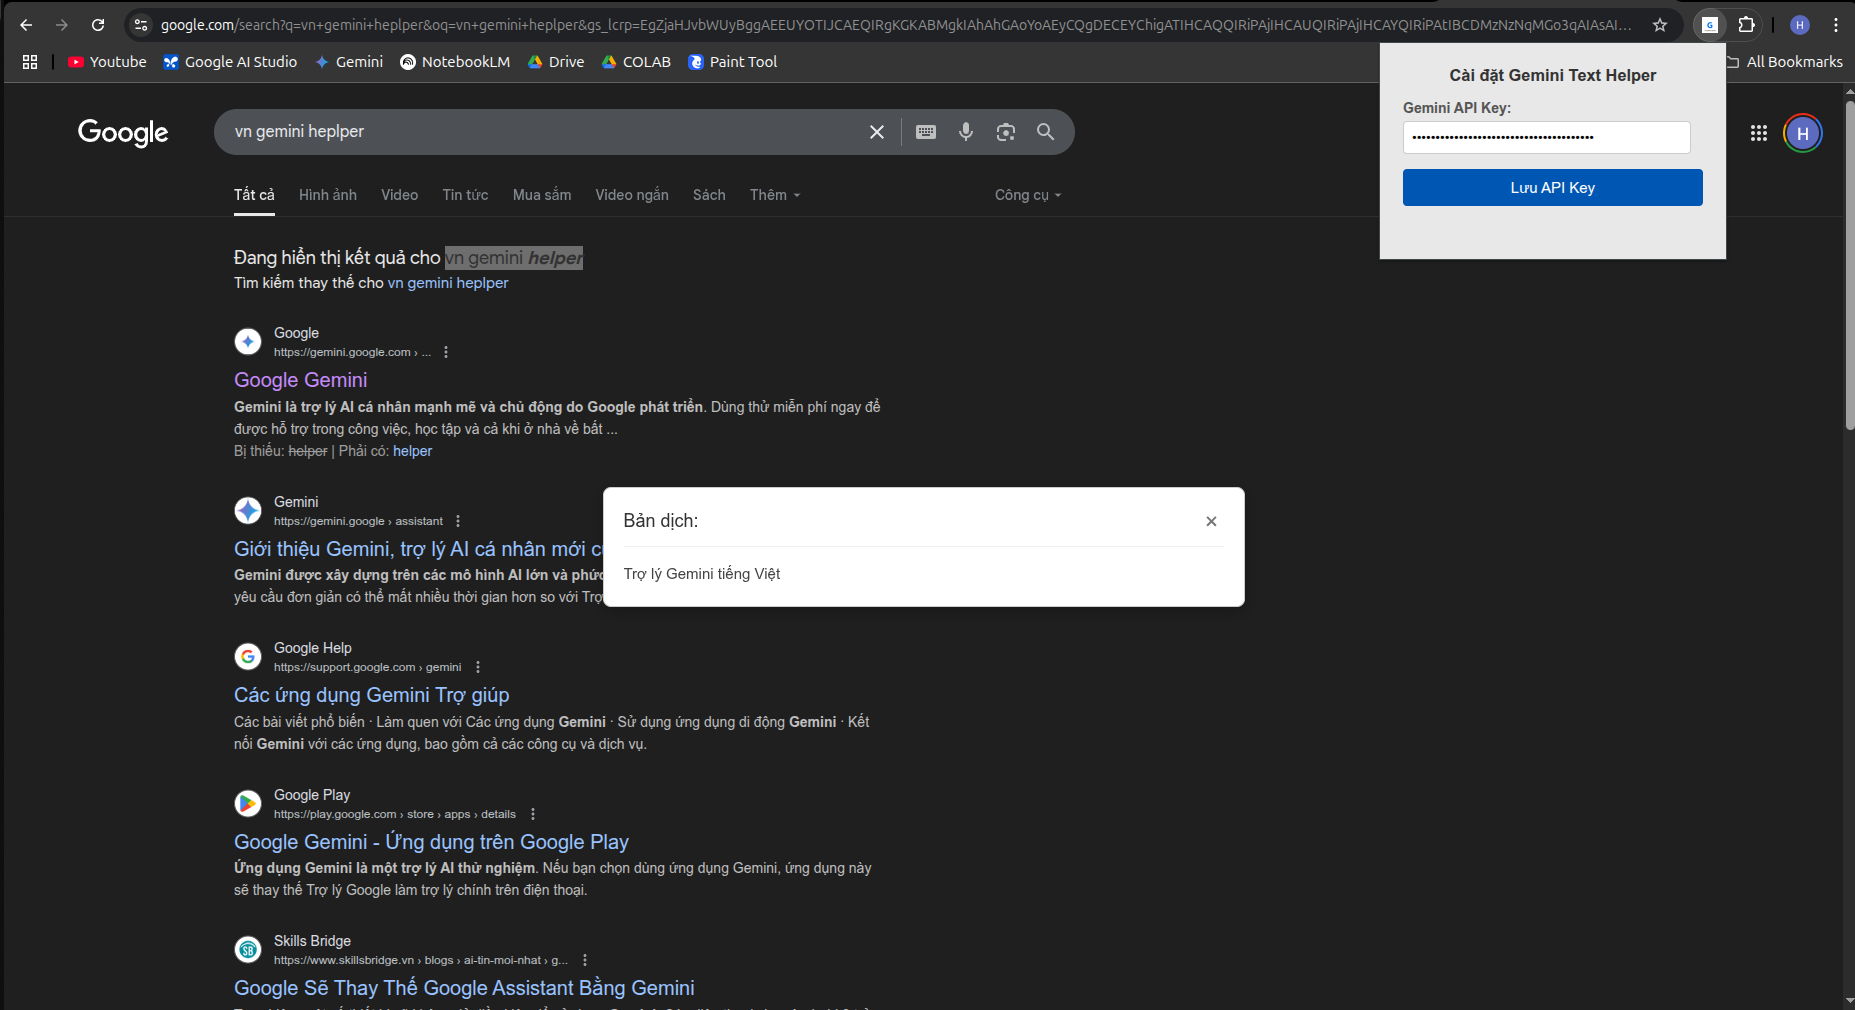 google.com/search?q=vn+gemini+heplper&oq=vn+gemini+heplper&gs_lcrp=
H
Youtube
Google AI Studio
Gemini
NotebookLM
Drive
COLAB
Paint Tool
All Bookmarks
Cài đặt Gemini Text Helper
Gemini API Key:
Lưu API Key
Google
vn gemini heplper
H
Tất cả
Hình ảnh
Video
Tin tức
Mua sắm
Video ngắn
Sách
Thêm
Công cụ
Đang hiển thị kết quả cho vn gemini helper
Tìm kiếm thay thế cho vn gemini heplper
Google
https://gemini.google.com › ...
Google Gemini
Gemini là trợ lý AI cá nhân mạnh mẽ và chủ động do Google phát triển. Dùng thử miễn phí ngay để
được hỗ trợ trong công việc, học tập và cả khi ở nhà về bất ...
Bị thiếu: helper | Phải có: helper
Gemini
https://gemini.google › assistant
Giới thiệu Gemini, trợ lý AI cá nhân mới
Gemini được xây dựng trên các mô hình AI lớn và
yêu cầu đơn giản có thể mất nhiều thời gian hơn so với
Bản dịch:
×
Trợ lý Gemini tiếng Việt
Google Help
https://support.google.com › gemini
Các ứng dụng Gemini Trợ giúp
Các bài viết phổ biến · Làm quen với Các ứng dụng Gemini · Sử dụng ứng dụng di động Gemini · Kết
nối Gemini với các ứng dụng, bao gồm cả các công cụ và dịch vụ.
Google Play
https://play.google.com › store › apps › details
Google Gemini - Ứng dụng trên Google Play
Ứng dụng Gemini là một trợ lý AI thử nghiệm. Nếu bạn chọn dùng ứng dụng Gemini, ứng dụng này
sẽ thay thế Trợ lý Google làm trợ lý chính trên điện thoại.
SB
Skills Bridge
https://www.skillsbridge.vn › blogs › ai-tin-moi-nhat › g...
Google Sẽ Thay Thế Google Assistant Bằng Gemini